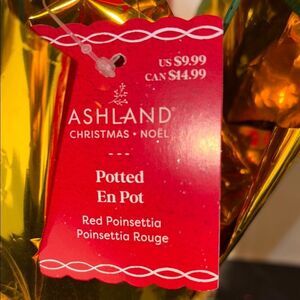 US $9.99
CAN $14.99
ASHLAND®
CHRISTMAS • NOËL
Potted
En Pot
Red Poinsettia
Poinsettia Rouge